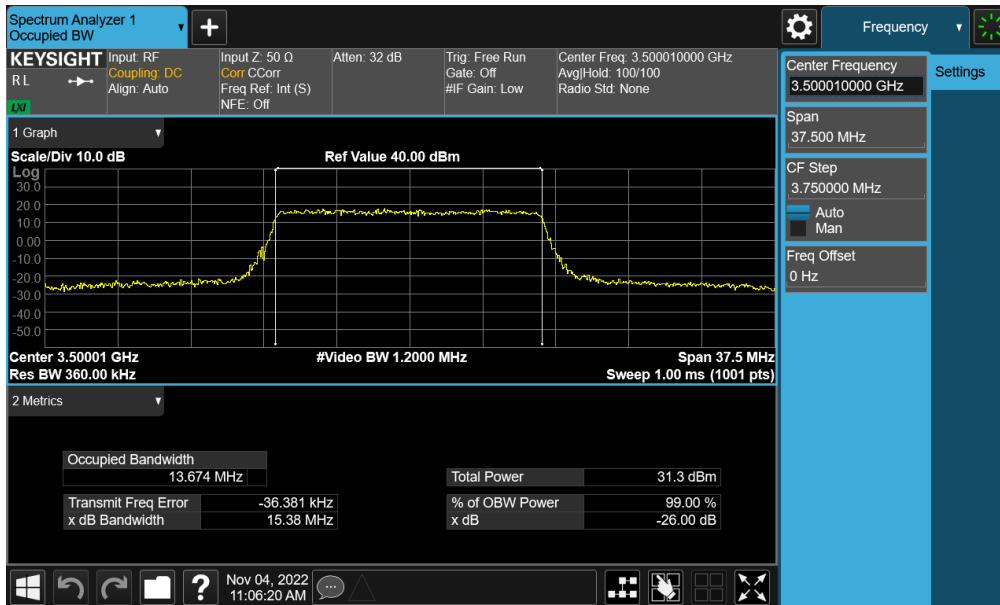 Spectrum Analyzer 1
Occupied BW
+
Frequency
KEYSIGHT
R L
LXI
Input: RF
Coupling: DC
Align: Auto
Input Z: 50 Ω
Corr CCorr
Freq Ref: Int (S)
NFE: Off
Atten: 32 dB
Trig: Free Run
Gate: Off
#IF Gain: Low
Center Freq: 3.500010000 GHz
Avg|Hold: 100/100
Radio Std: None
Center Frequency
3.500010000 GHz
Settings
Span
37.500 MHz
CF Step
3.750000 MHz
Auto
Man
Freq Offset
0 Hz
1 Graph
Scale/Div 10.0 dB
Ref Value 40.00 dBm
Log
30.0
20.0
10.0
0.00
-10.0
-20.0
-30.0
-40.0
-50.0
Center 3.50001 GHz
#Video BW 1.2000 MHz
Span 37.5 MHz
Res BW 360.00 kHz
Sweep 1.00 ms (1001 pts)
2 Metrics
Occupied Bandwidth
13.674 MHz
Total Power 31.3 dBm
Transmit Freq Error -36.381 kHz
% of OBW Power 99.00 %
x dB Bandwidth 15.38 MHz
x dB -26.00 dB
?
Nov 04, 2022
11:06:20 AM